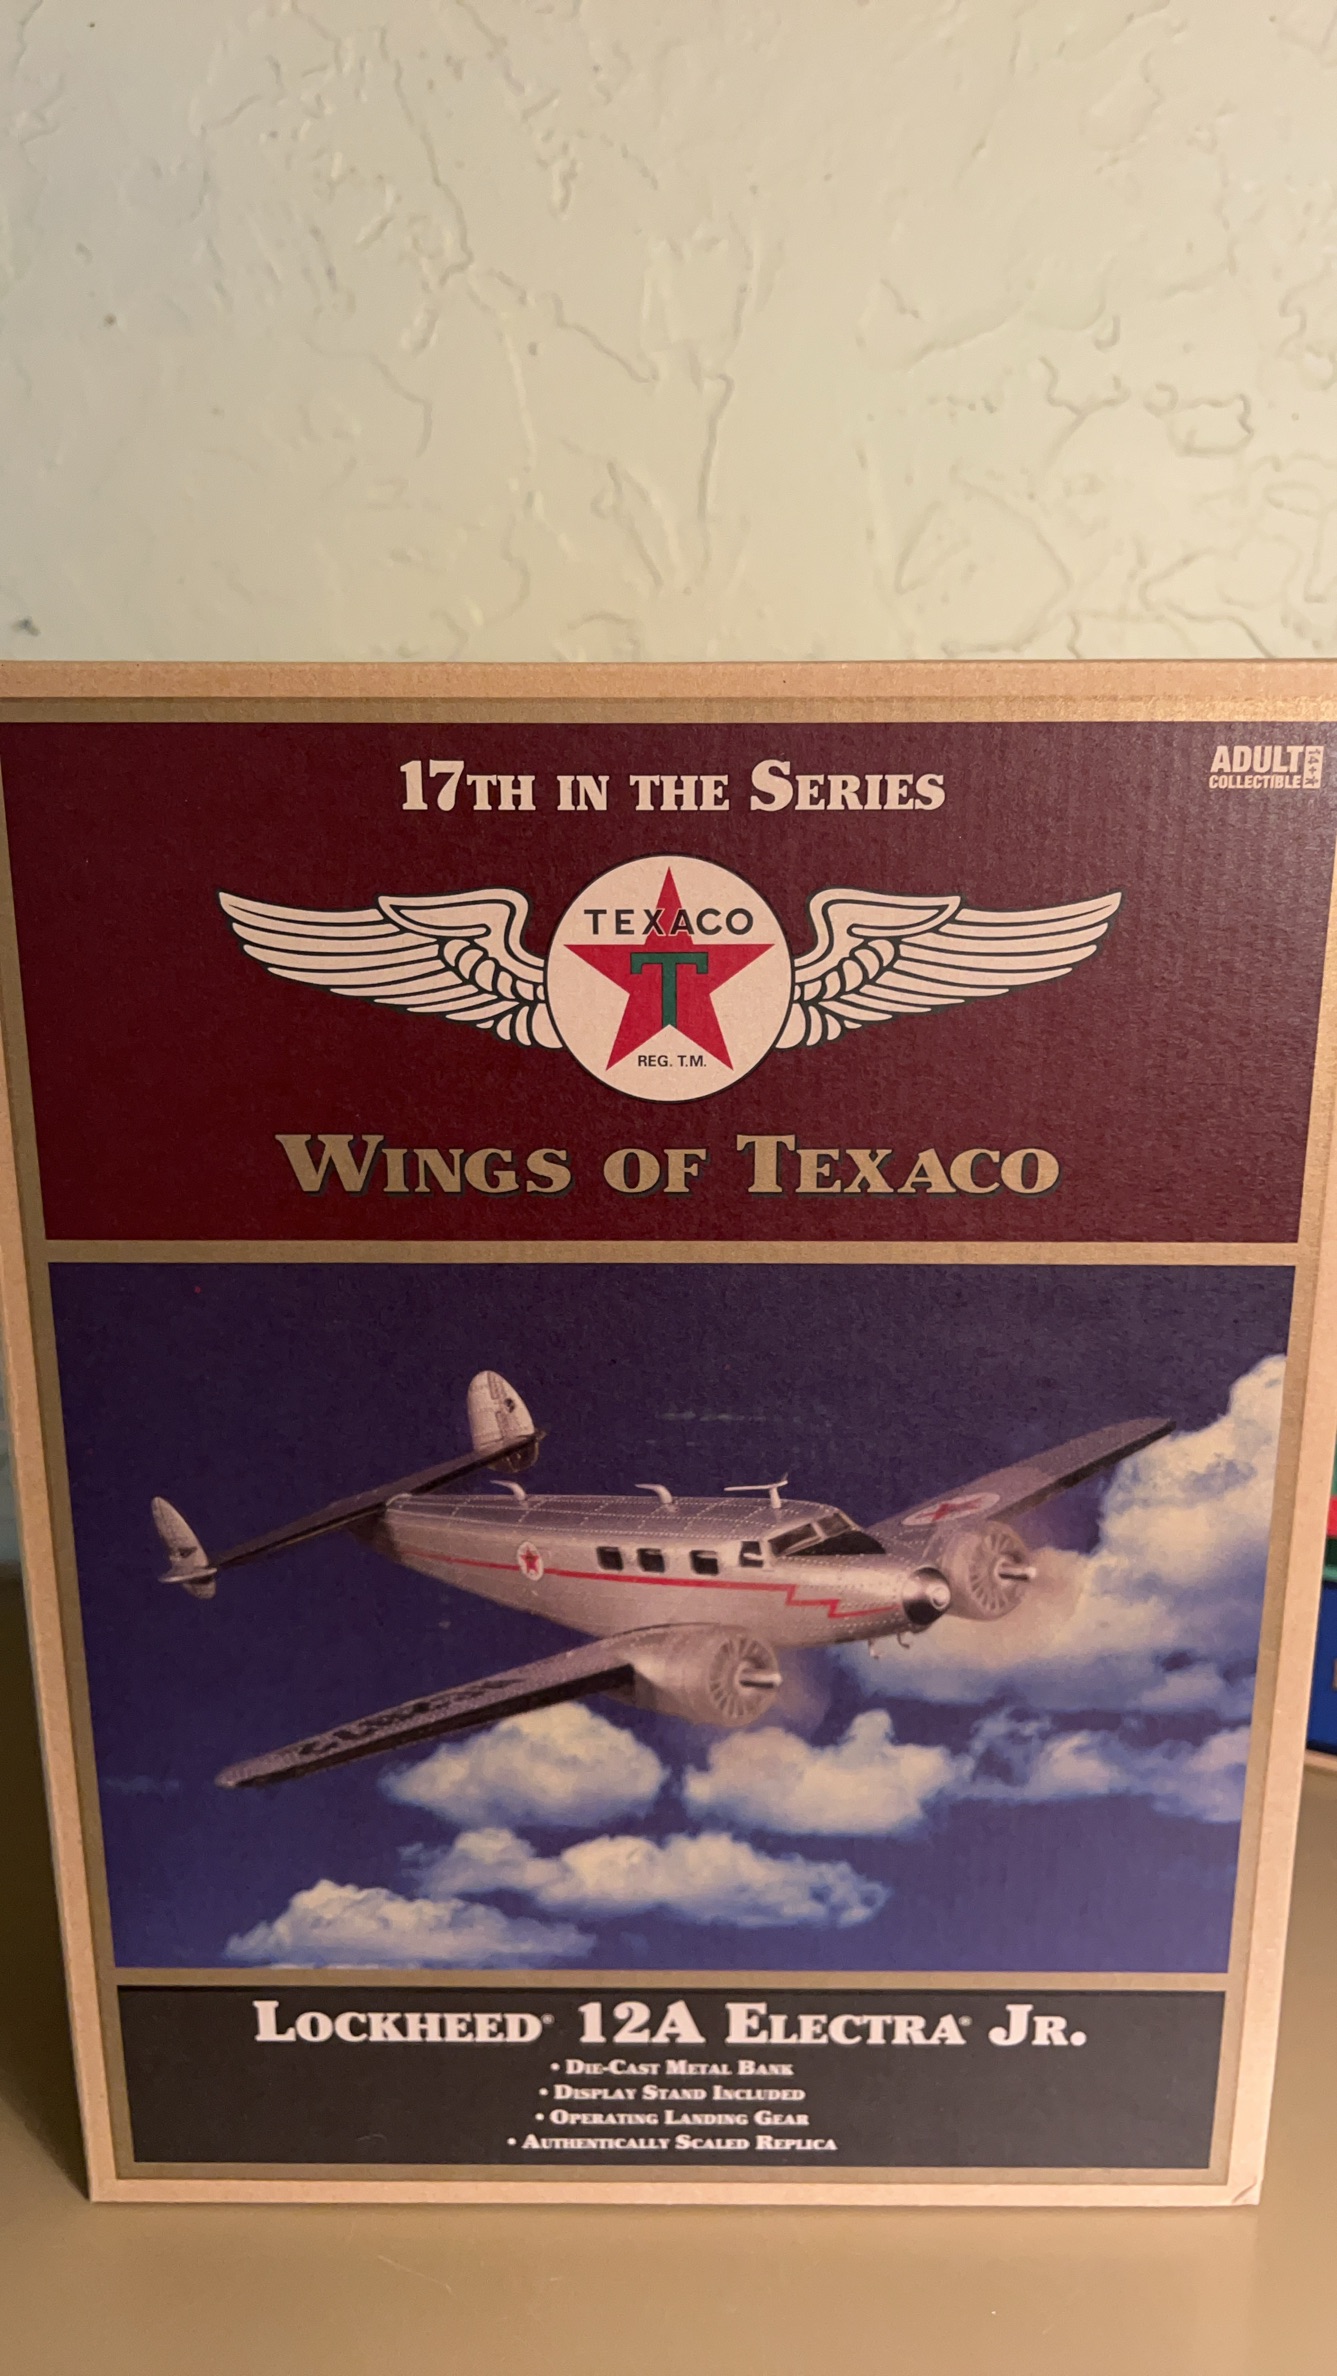 17TH IN THE SERIES
ADULT 14+
COLLECTIBLE
TEXACO
T
REG. T.M.
WINGS OF TEXACO
LOCKHEED® 12A ELECTRA® JR.
• DIE-CAST METAL BANK
• DISPLAY STAND INCLUDED
• OPERATING LANDING GEAR
• AUTHENTICALLY SCALED REPLICA